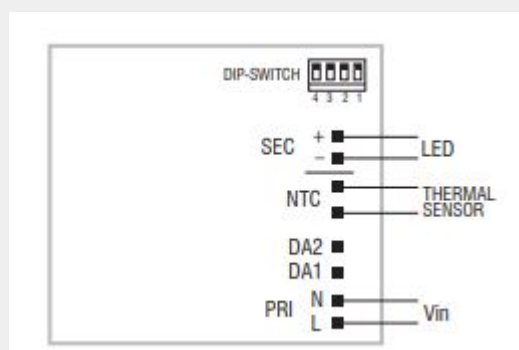 DIP-SWITCH
4 3 2 1
SEC + LED
−
NTC THERMAL
SENSOR
DA2
DA1
PRI N Vin
L